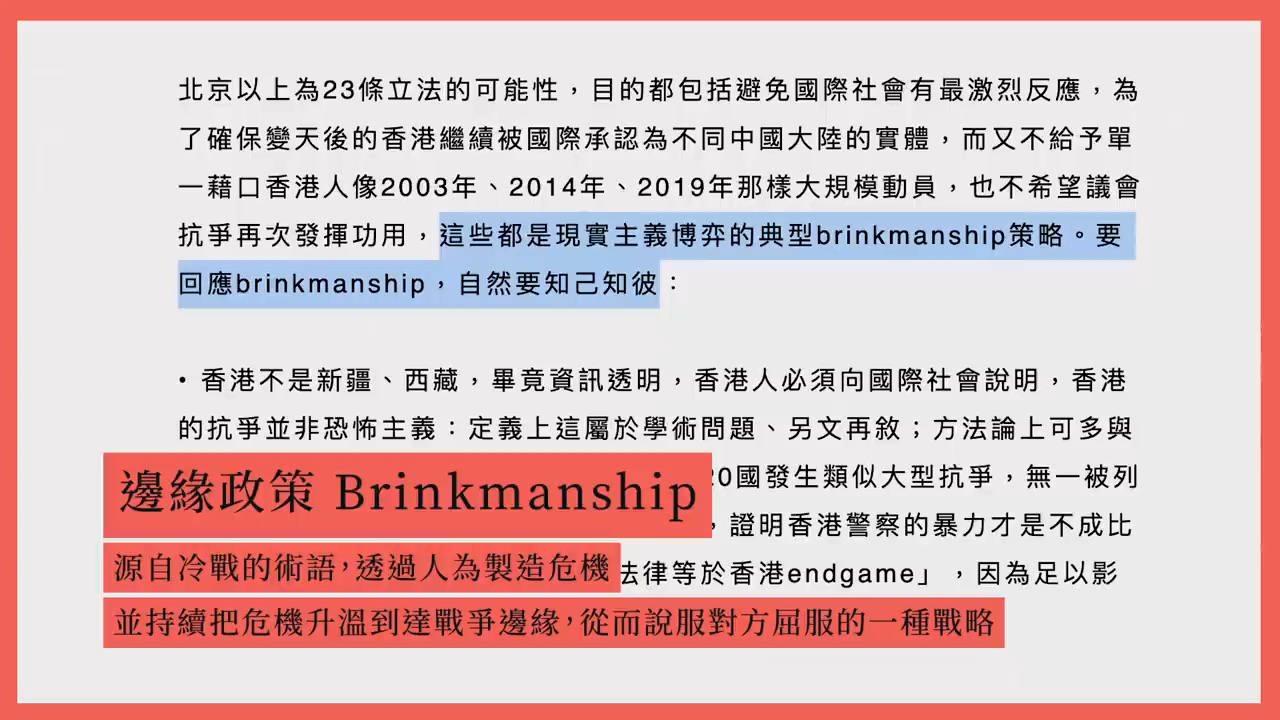 北京以上為23條立法的可能性，目的都包括避免國際社會有最激烈反應，為
了確保變天後的香港繼續被國際承認為不同中國大陸的實體，而又不給予單
一藉口香港人像2003年、2014年、2019年那樣大規模動員，也不希望議會
抗爭再次發揮功用，這些都是現實主義博弈的典型brinkmanship策略。要
回應brinkmanship，自然要知己知彼：
• 香港不是新疆、西藏，畢竟資訊透明，香港人必須向國際社會說明，香港
的抗爭並非恐怖主義：定義上這屬於學術問題、另文再敘；方法論上可多與
0國發生類似大型抗爭，無一被列
，證明香港警察的暴力才是不成比
法律等於香港endgame」，因為足以影
邊緣政策 Brinkmanship
源自冷戰的術語，透過人為製造危機
並持續把危機升溫到達戰爭邊緣，從而說服對方屈服的一種戰略